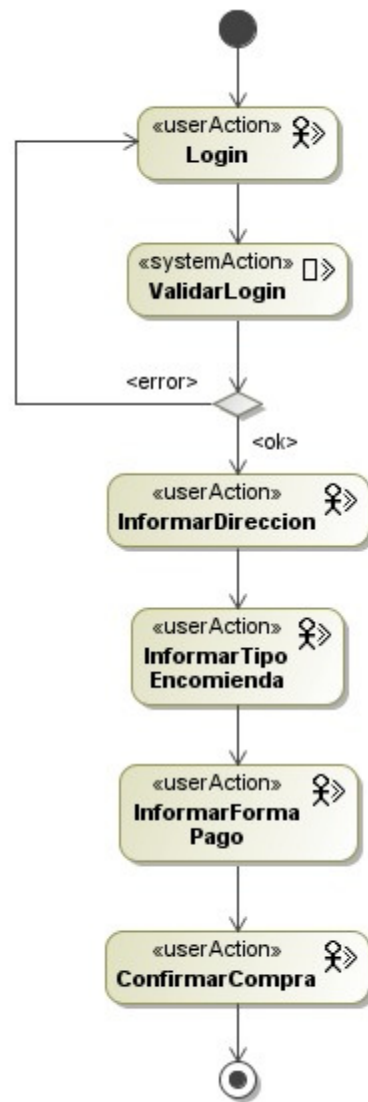 «userAction»
Login
«systemAction»
ValidarLogin
<error>
<ok>
«userAction»
InformarDireccion
«userAction»
InformarTipo
Encomienda
«userAction»
InformarForma
Pago
«userAction»
ConfirmarCompra